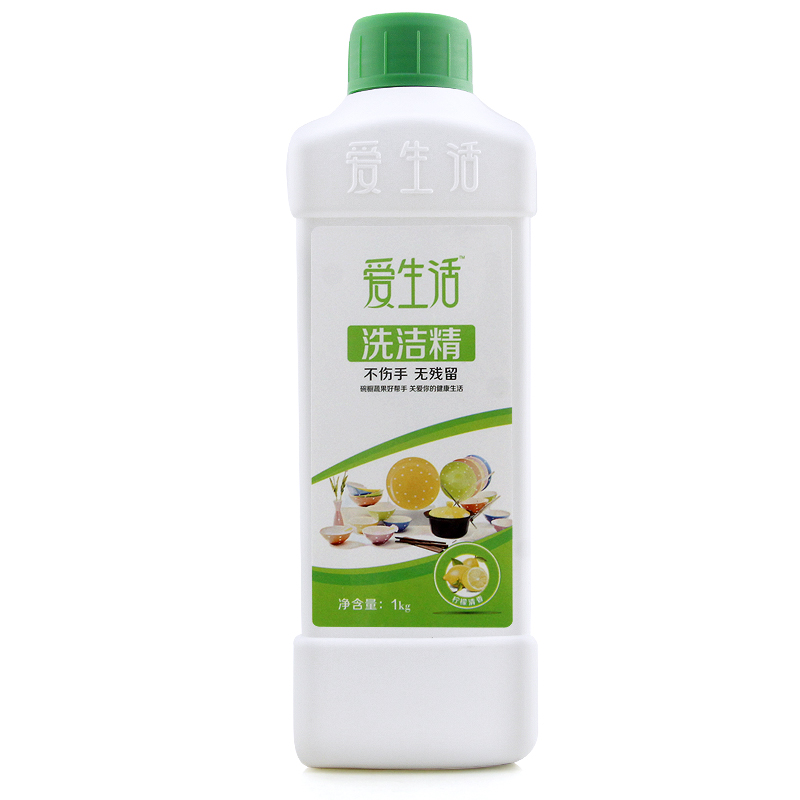 爱生活
爱生活™
洗洁精
不伤手 无残留
碗橱蔬果好帮手 关爱你的健康生活
柠檬清香
净含量：1kg